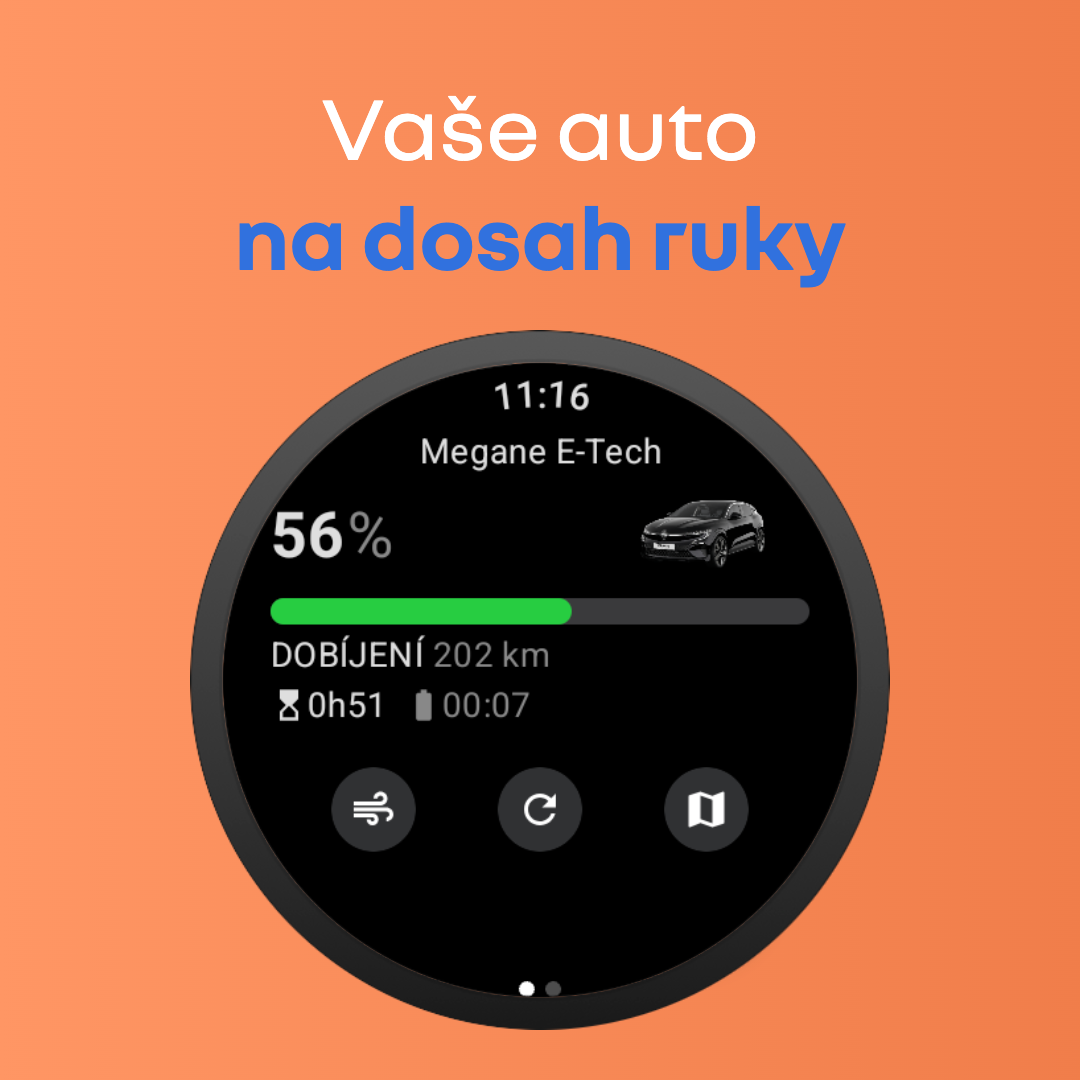 Vaše auto
na dosah ruky
11:16
Megane E-Tech
56%
DOBÍJENÍ 202 km
0h51 00:07